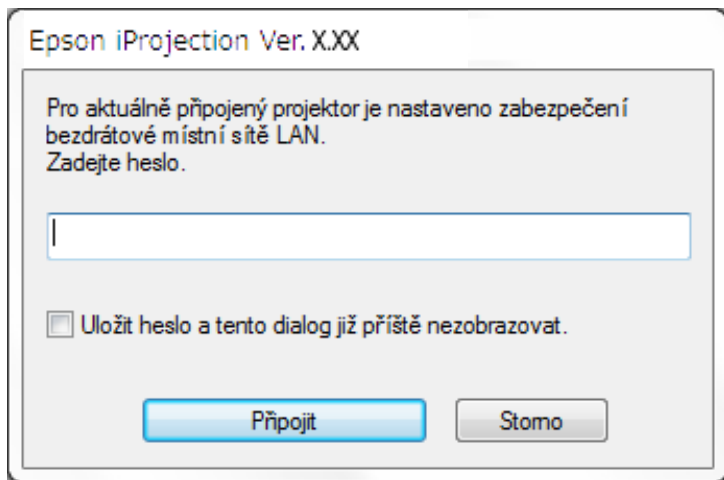 Epson iProjection Ver. X.XX
Pro aktuálně připojený projektor je nastaveno zabezpečení
bezdrátové místní sítě LAN.
Zadejte heslo.
Uložit heslo a tento dialog již příště nezobrazovat.
Připojit
Storno